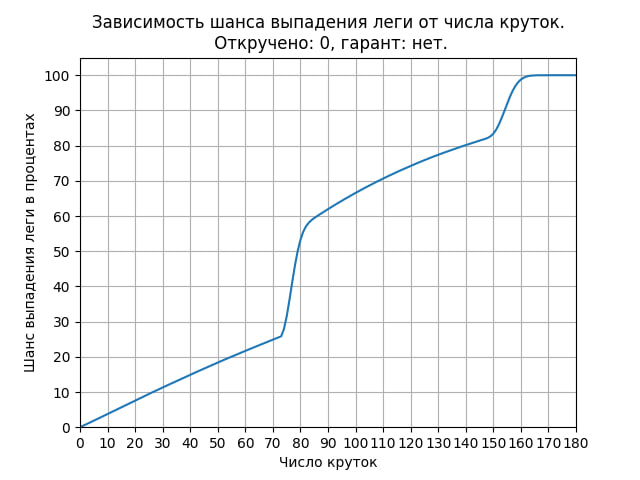 Зависимость шанса выпадения леги от числа круток.
Откручено: 0, гарант: нет.
Шанс выпадения леги в процентах
100
90
80
70
60
50
40
30
20
10
0
0 10 20 30 40 50 60 70 80 90 100 110 120 130 140 150 160 170 180
Число круток